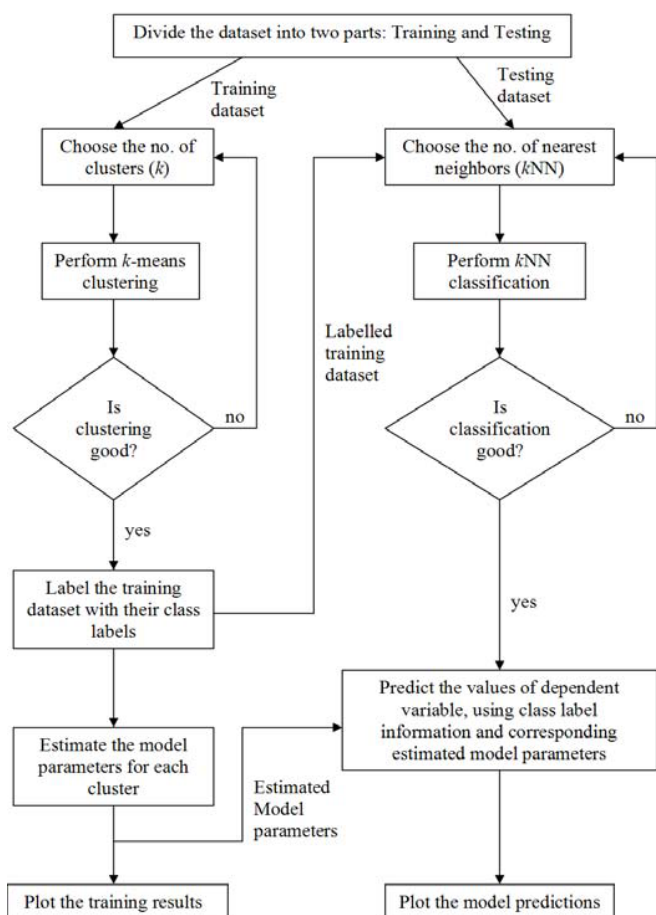 Divide the dataset into two parts: Training and Testing
Training
dataset
Testing
dataset
Choose the no. of
clusters (k)
Choose the no. of nearest
neighbors (kNN)
Perform k-means
clustering
Perform kNN
classification
Labelled
training
dataset
Is
clustering
good?
no
Is
classification
good?
no
yes
Label the training
dataset with their class
labels
yes
Predict the values of dependent
variable, using class label
information and corresponding
estimated model parameters
Estimate the model
parameters for each
cluster
Estimated
Model
parameters
Plot the training results
Plot the model predictions